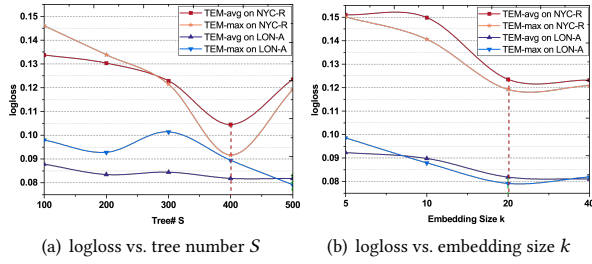 0.15
0.14
0.13
0.12
0.11
0.10
0.09
0.08
logloss
TEM-avg on NYC-R
TEM-max on NYC-R
TEM-avg on LON-A
TEM-max on LON-A
100
200
300
400
500
Tree# S
(a) logloss vs. tree number S
0.15
0.14
0.13
0.12
0.11
0.10
0.09
0.08
logloss
TEM-avg on NYC-R
TEM-max on NYC-R
TEM-avg on LON-A
TEM-max on LON-A
5
10
20
40
Embedding Size k
(b) logloss vs. embedding size k